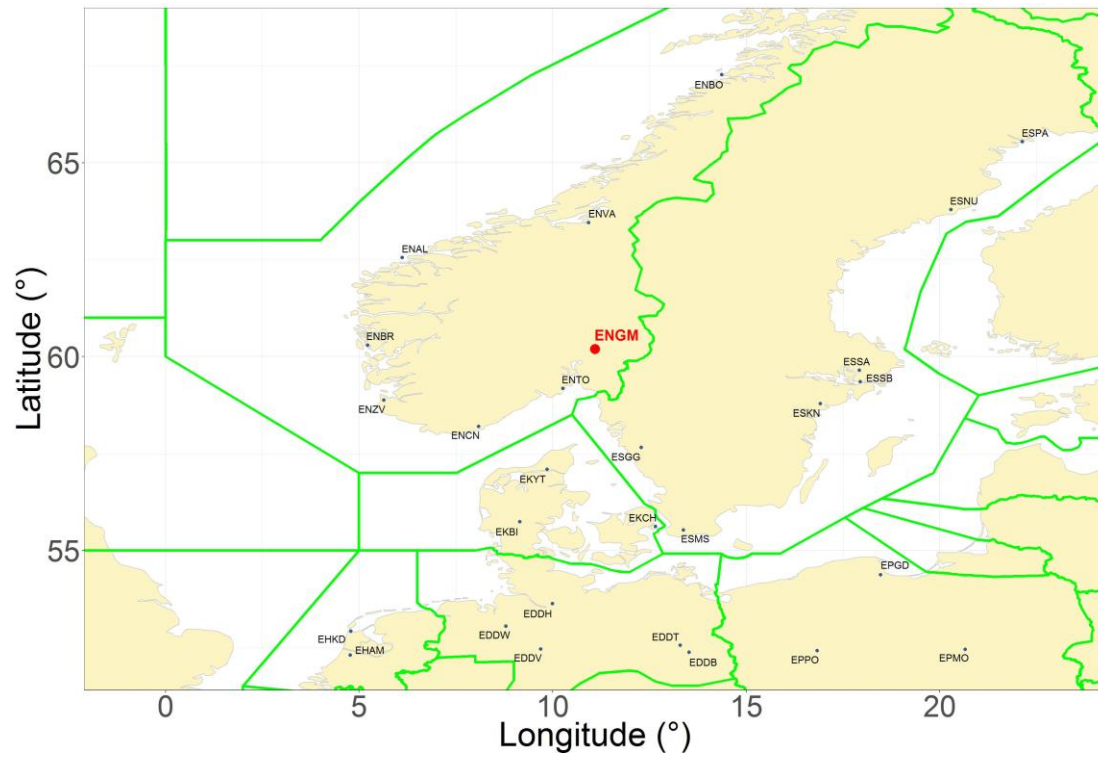 ENBO
65
ESPA
ESNU
ENVA
ENAL
ENGM
60
ENBR
ESSA
ESSB
ENTO
ENZV
ESKN
ENCN
ESGG
EKYT
EKCH
EKBI
ESMS
55
EPGD
EDDH
EHKD
EDDW
EDDT
EHAM
EDDV
EDDB
EPPO
EPMO
0 5 10 15 20
Longitude (°)
Latitude (°)